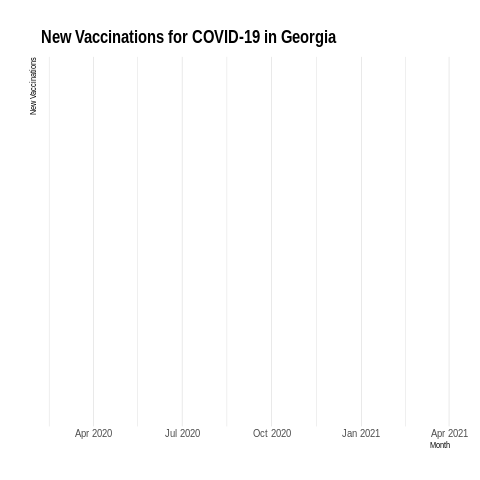 New Vaccinations for COVID-19 in Georgia
New Vaccinations
Apr 2020 Jul 2020 Oct 2020 Jan 2021 Apr 2021
Month